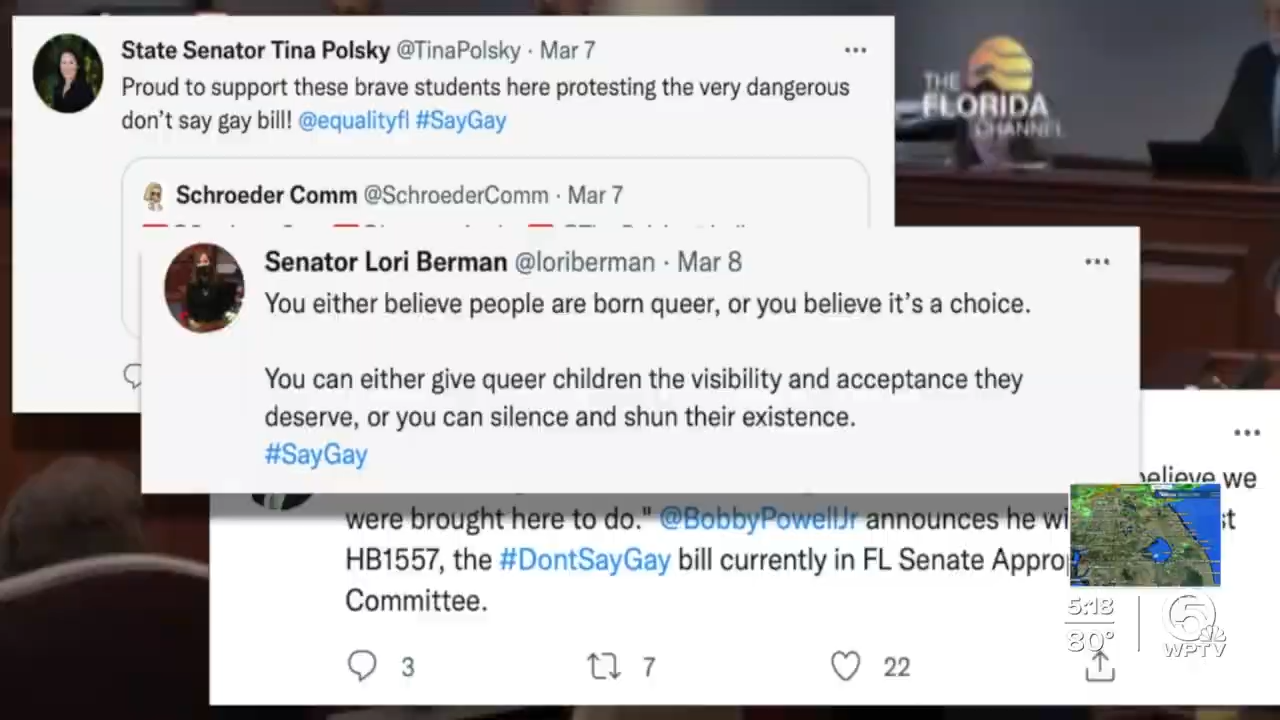 State Senator Tina Polsky @TinaPolsky · Mar 7
Proud to support these brave students here protesting the very dangerous
don't say gay bill! @equalityfl #SayGay
Schroeder Comm @SchroederComm · Mar 7
THE
FLORIDA
CHANNEL
Senator Lori Berman @loriberman · Mar 8
You either believe people are born queer, or you believe it's a choice.
You can either give queer children the visibility and acceptance they
deserve, or you can silence and shun their existence.
#SayGay
believe we
were brought here to do." @BobbyPowellJr announces he
HB1557, the #DontSayGay bill currently in FL Senate
Committee.
3 7 22
5:18
80°
5
WPTV